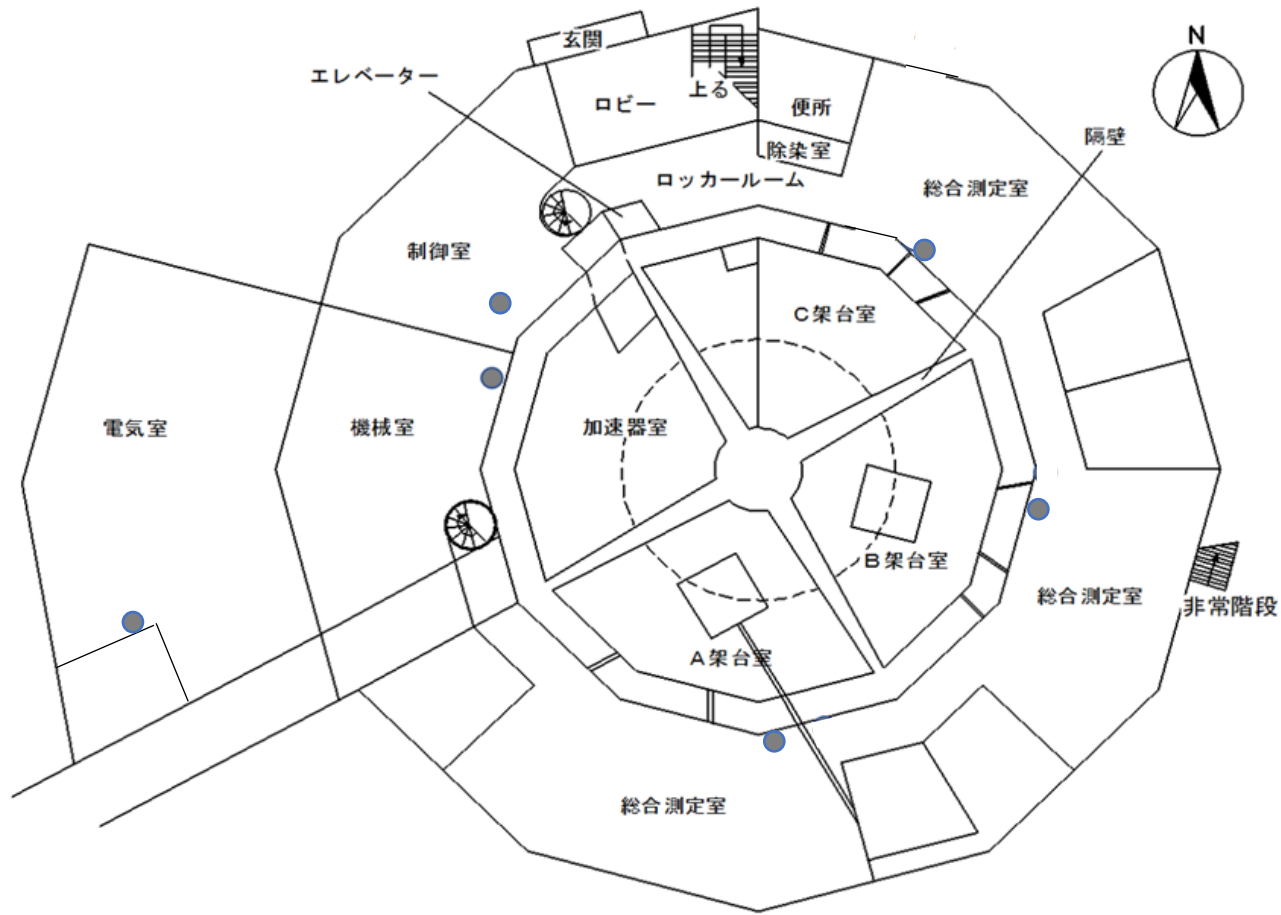 玄関
N
エレベーター
上る
ロビー
便所
隔壁
除染室
ロッカールーム
総合測定室
制御室
C架台室
電気室
機械室
加速器室
B架台室
総合測定室
非常階段
A架台室
総合測定室